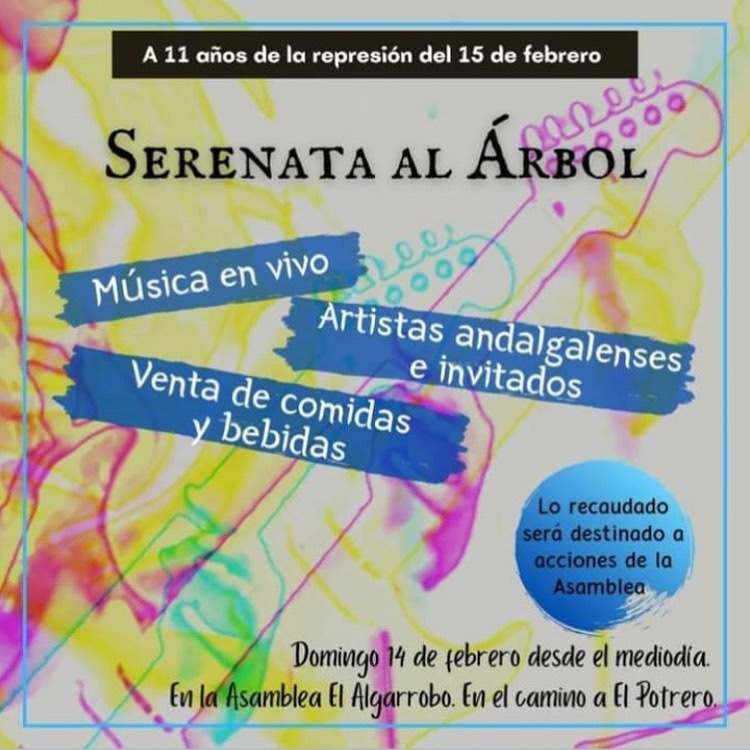 A 11 años de la represión del 15 de febrero
SERENATA AL ÁRBOL
Música en vivo
Artistas andalgalenses
e invitados
Venta de comidas
y bebidas
Lo recaudado
será destinado a
acciones de la
Asamblea
Domingo 14 de febrero desde el mediodía.
En la Asamblea El Algarrobo. En el camino a El Potrero.